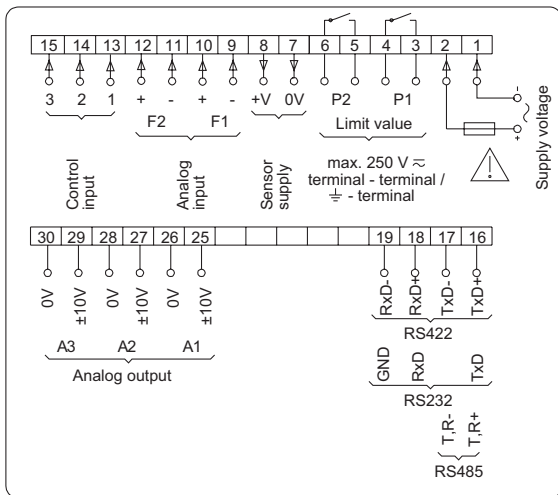 15 14 13 12 11 10 9 8 7 6 5 4 3 2 1
3 2 1 + - + - +V 0V P2 P1
F2 F1
Limit value
Control input
Analog input
Sensor supply
max. 250 V ≂
terminal - terminal /
⏚ - terminal
!
-
~
+
Supply voltage
30 29 28 27 26 25 19 18 17 16
0V ±10V 0V ±10V 0V ±10V RxD- RxD+ TxD- TxD+
A3 A2 A1
Analog output
RS422
GND RxD TxD
RS232
T,R- T,R+
RS485